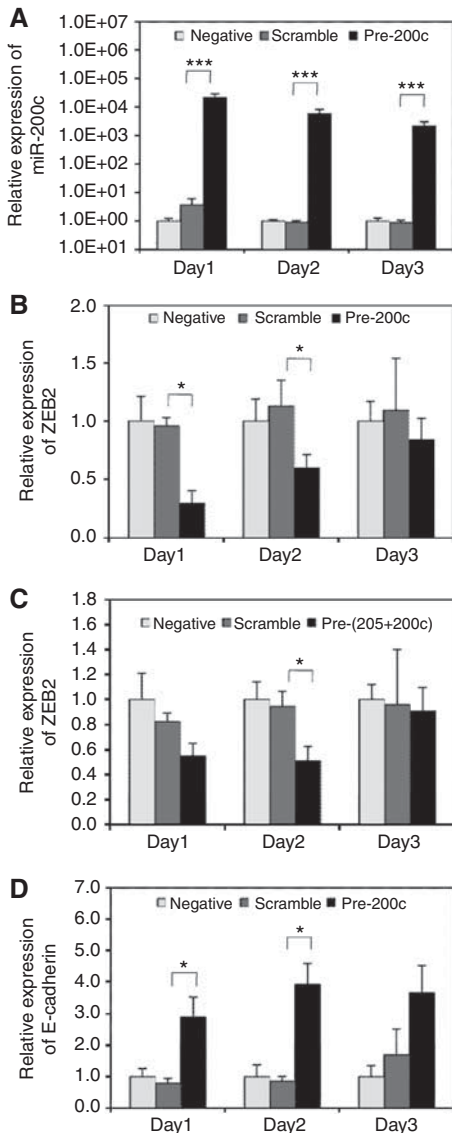 A
Relative expression of
miR-200c
1.0E+07
1.0E+06
1.0E+05
1.0E+04
1.0E+03
1.0E+02
1.0E+01
1.0E+00
1.0E+01
Negative Scramble Pre-200c
*** *** ***
Day1 Day2 Day3
B
Relative expression
of ZEB2
2.0
1.5
1.0
0.5
0.0
Negative Scramble Pre-200c
* *
Day1 Day2 Day3
C
Relative expression
of ZEB2
1.8
1.6
1.4
1.2
1.0
0.8
0.6
0.4
0.2
0.0
Negative Scramble Pre-(205+200c)
*
Day1 Day2 Day3
D
Relative expression
of E-cadherin
7.0
6.0
5.0
4.0
3.0
2.0
1.0
0.0
Negative Scramble Pre-200c
* *
Day1 Day2 Day3